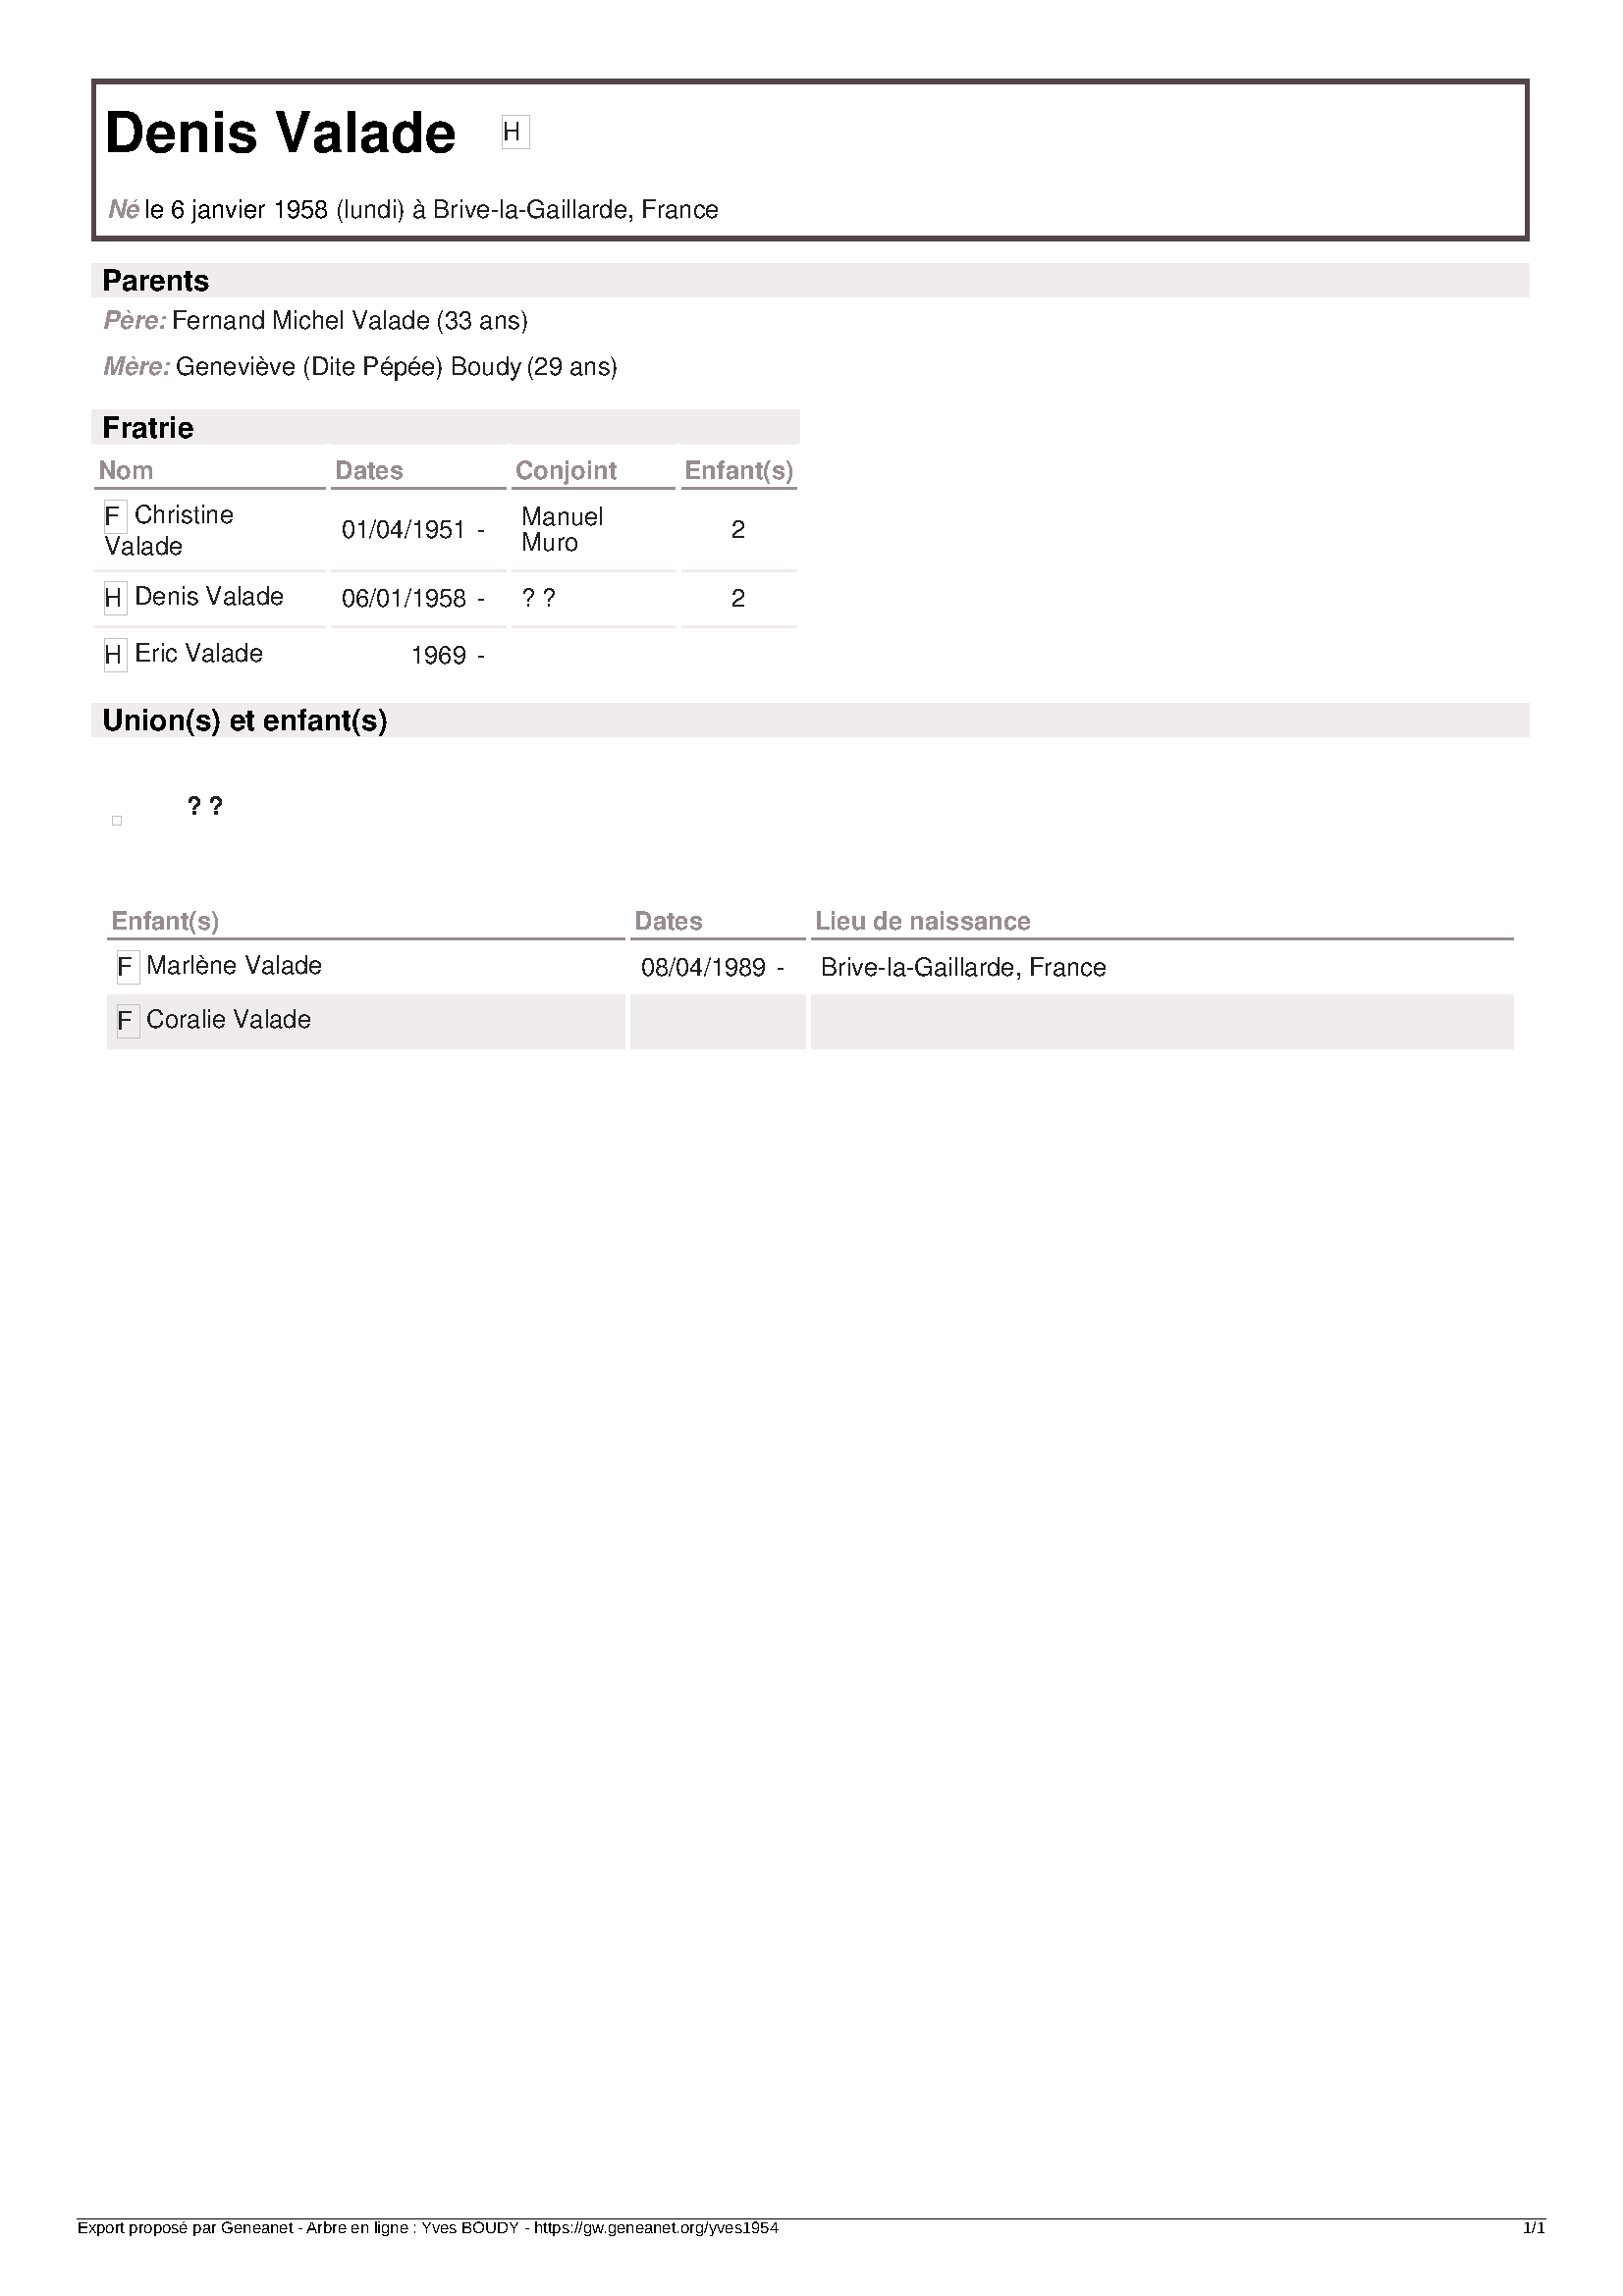 Denis Valade H
Né le 6 janvier 1958 (lundi) à Brive-la-Gaillarde, France
Parents
Père: Fernand Michel Valade (33 ans)
Mère: Geneviève (Dite Pépée) Boudy (29 ans)
Fratrie
Nom Dates Conjoint Enfant(s)
F Christine Valade 01/04/1951 - Manuel Muro 2
H Denis Valade 06/01/1958 - ? ? 2
H Eric Valade 1969 -
Union(s) et enfant(s)
? ?
Enfant(s) Dates Lieu de naissance
F Marlène Valade 08/04/1989 - Brive-la-Gaillarde, France
F Coralie Valade
Export proposé par Geneanet - Arbre en ligne : Yves BOUDY - https://gw.geneanet.org/yves1954 1/1